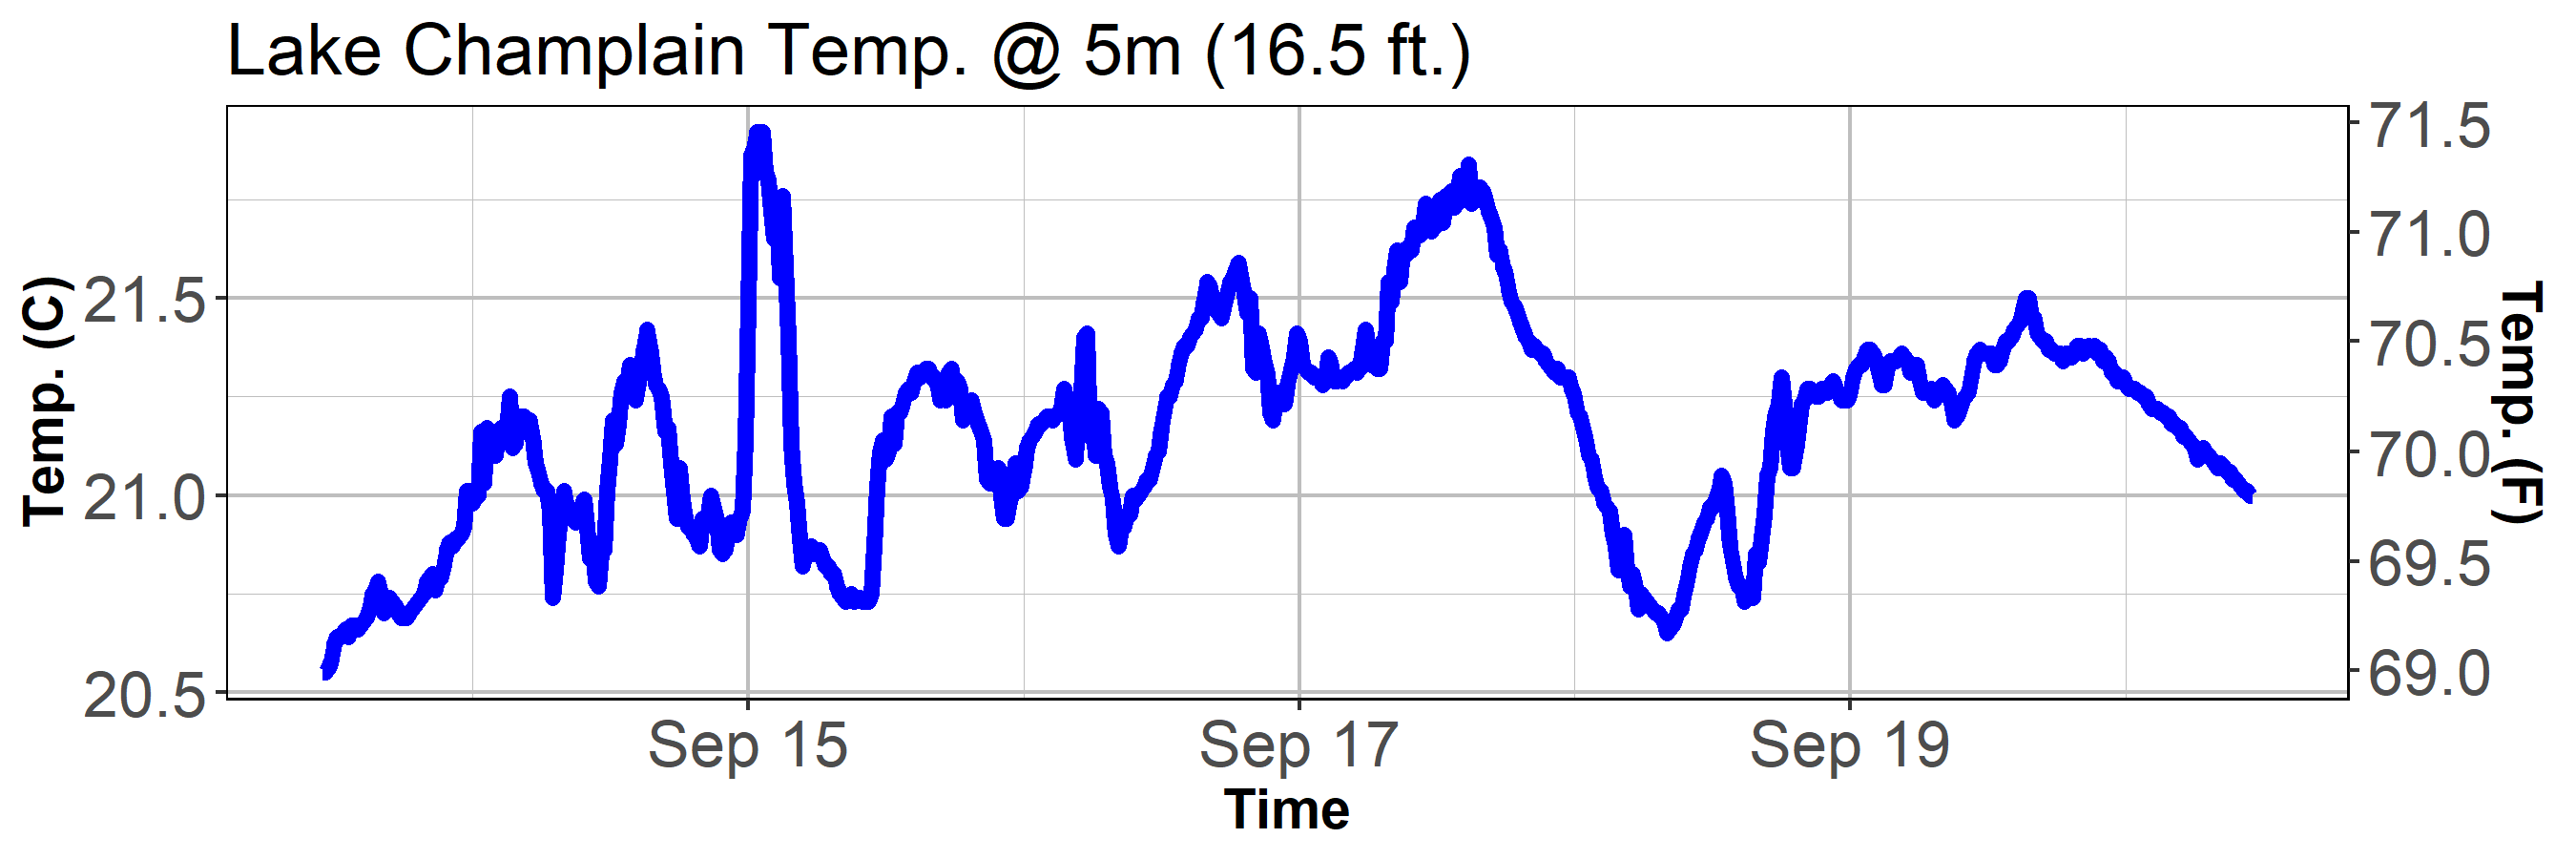 Lake Champlain Temp. @ 5m (16.5 ft.)
Temp. (C)
21.5
21.0
20.5
71.5
71.0
70.5
70.0
69.5
69.0
Temp. (F)
Sep 15
Sep 17
Sep 19
Time